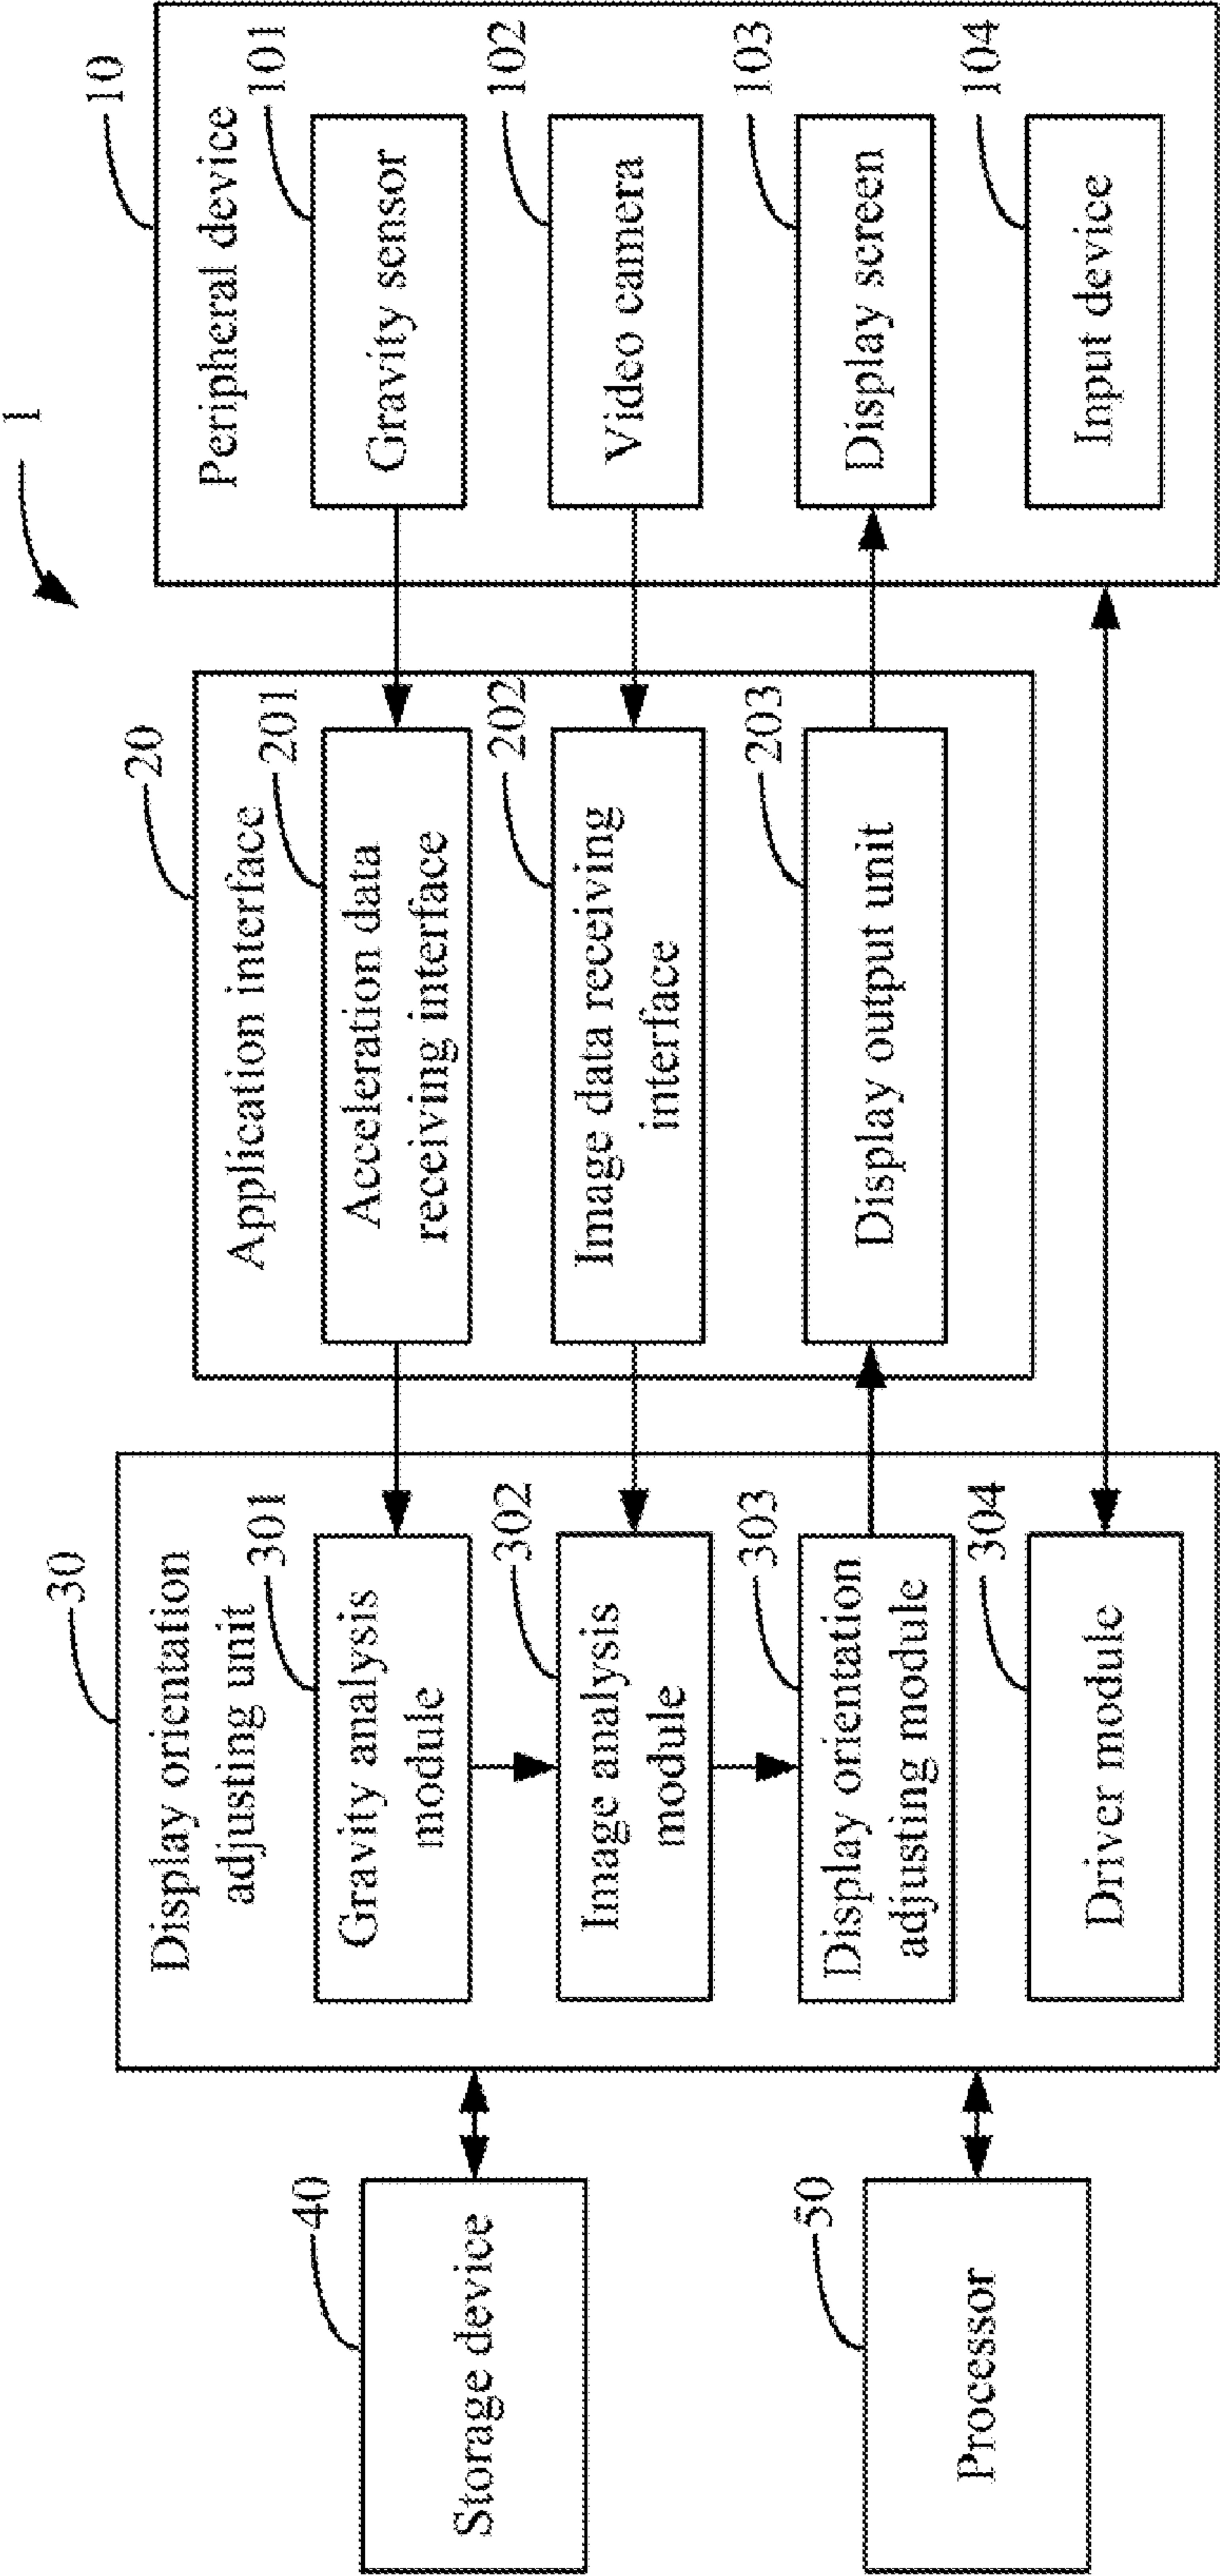 1
40
Storage device
50
Processor
30
Display orientation
adjusting unit
301
Gravity analysis
module
302
Image analysis
module
303
Display orientation
adjusting module
304
Driver module
20
Application interface
201
Acceleration data
receiving interface
202
Image data receiving
interface
203
Display output unit
10
Peripheral device
101
Gravity sensor
102
Video camera
103
Display screen
104
Input device